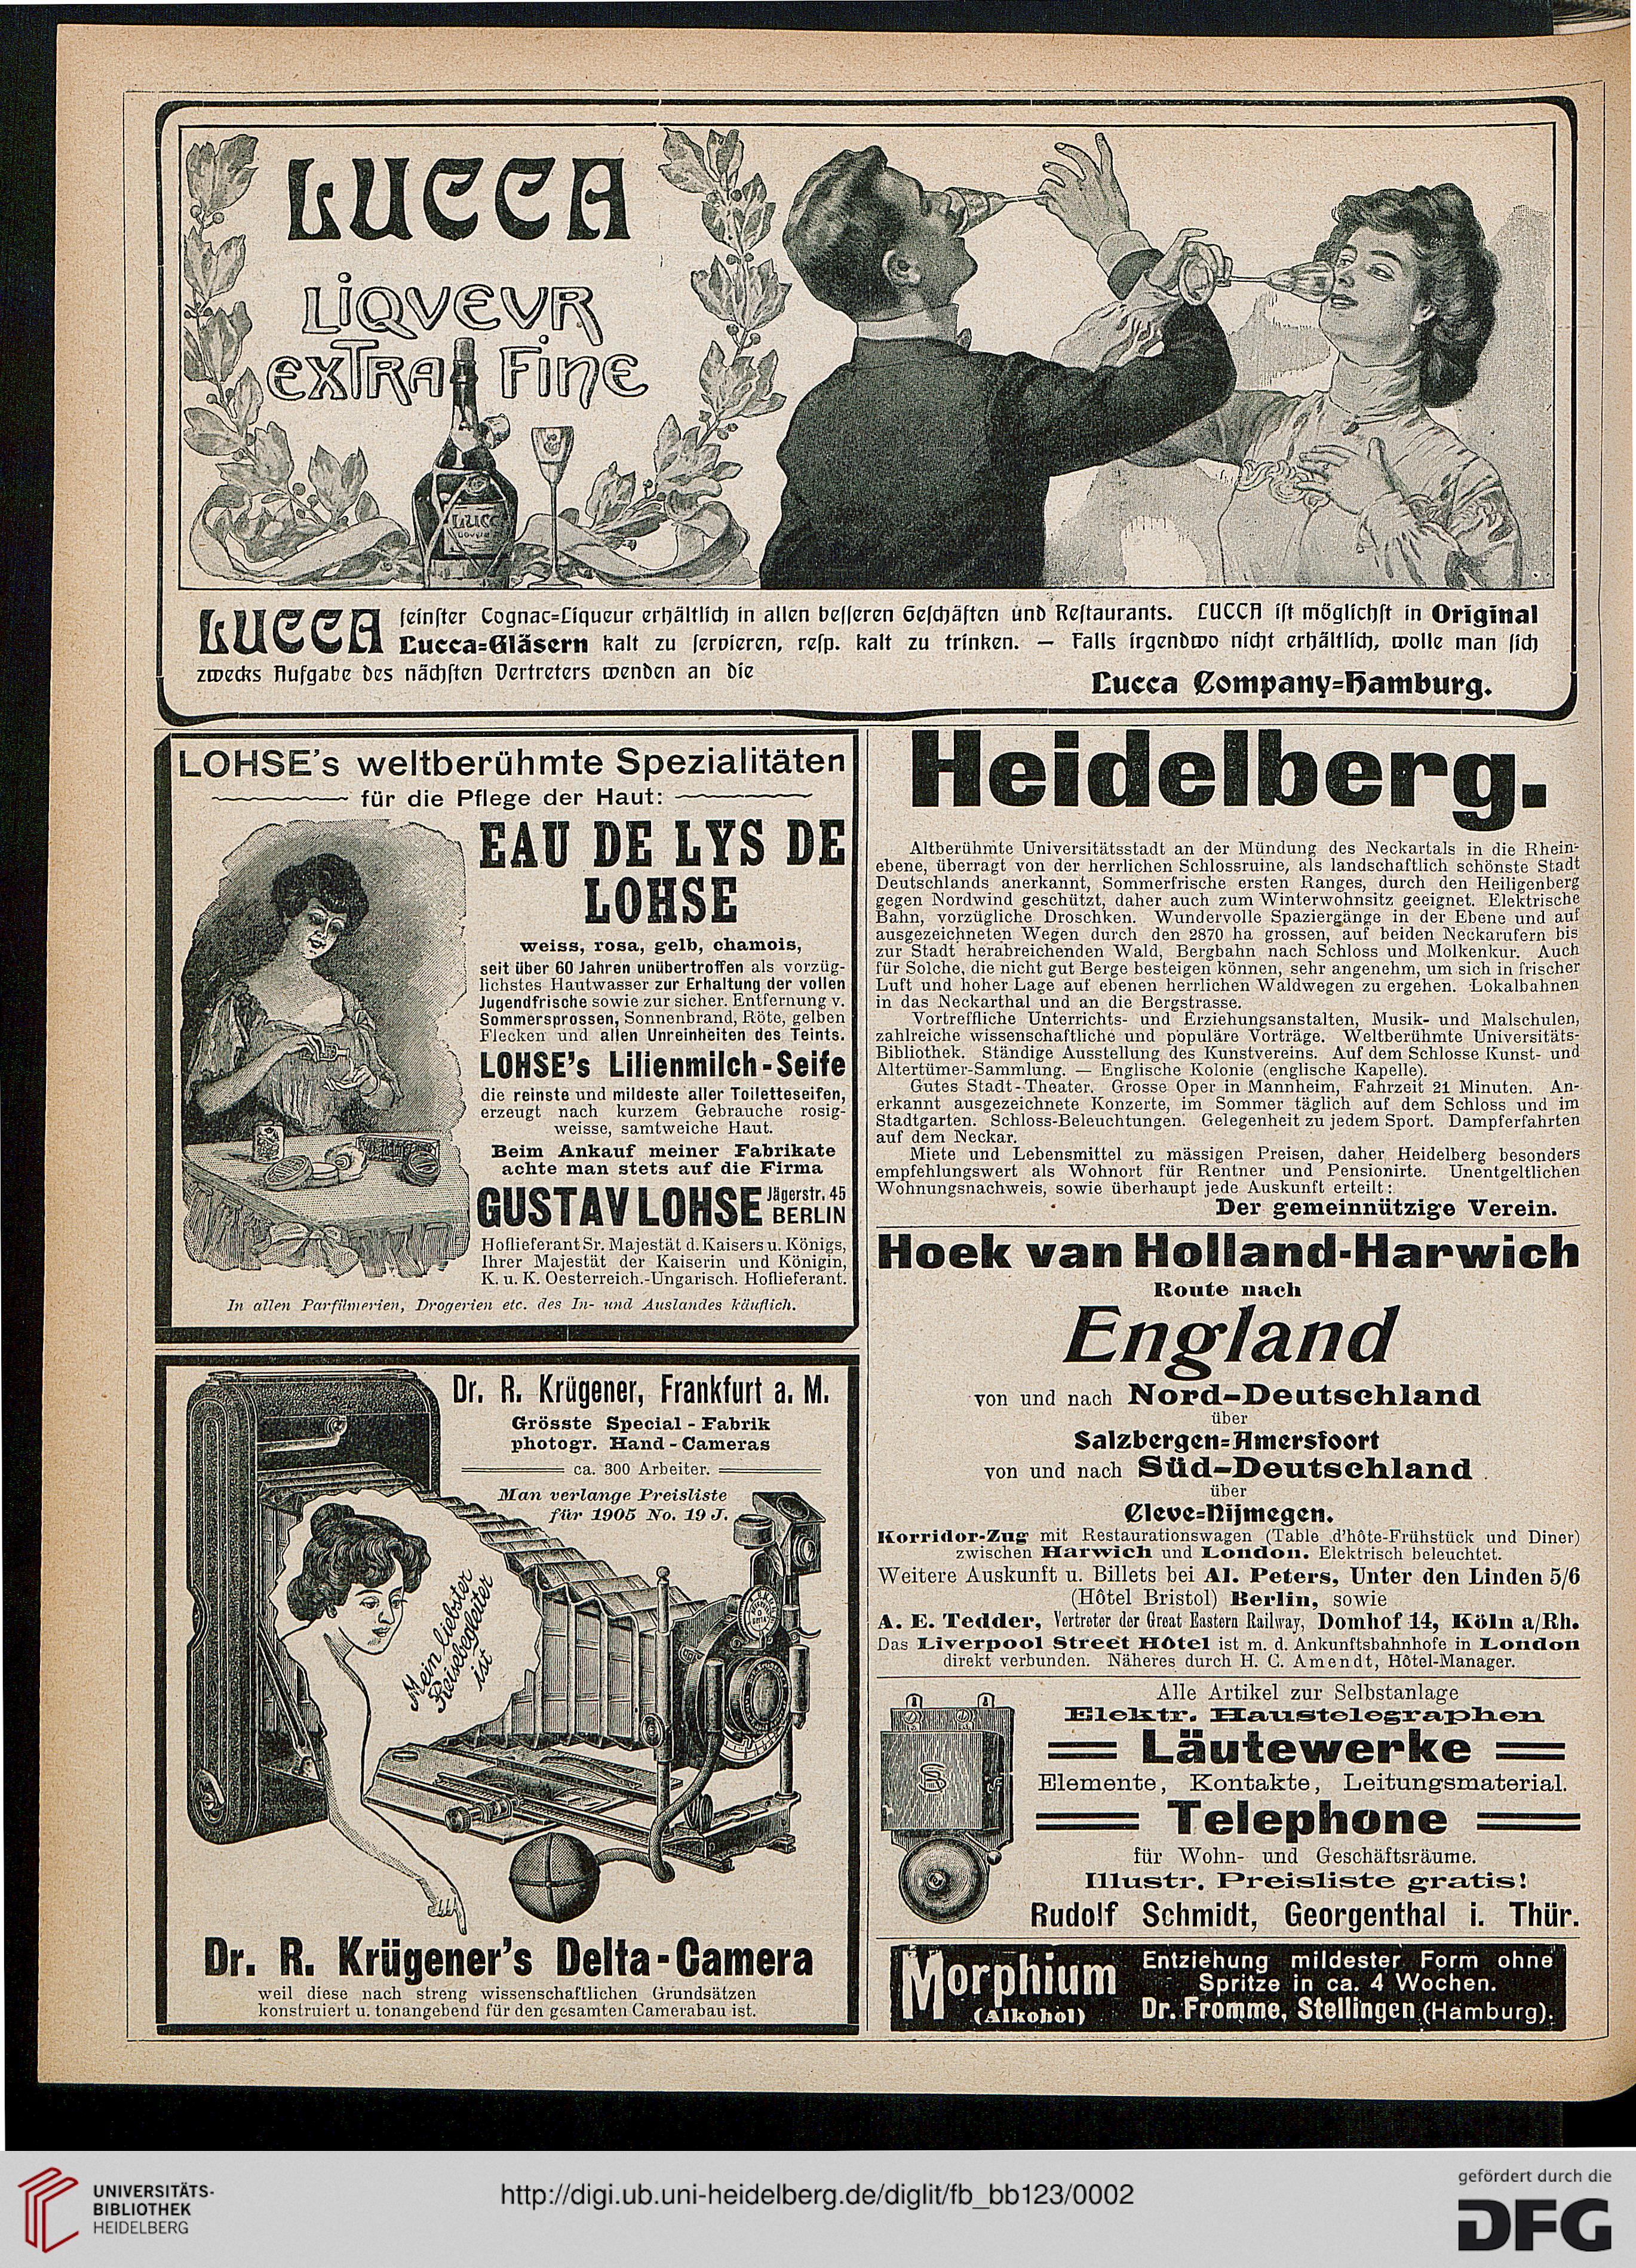 LUCCA
LIQVEVR
EXTRA FINE
LUCCA
LUCCA feinster Cognac=Liqueur erhältlich in allen besseren Geschäften und Restaurants. LUCCA ist möglichst in Original
Lucca=Gläsern kalt zu servieren, resp. kalt zu trinken. — Falls irgendwo nicht erhältlich, wolle man sich
zwecks Aufgabe des nächsten Vertreters wenden an die
Lucca Company=Hamburg.
LOHSE's weltberühmte Spezialitäten
für die Pflege der Haut:
EAU DE LYS DE
LOHSE
weiss, rosa, gelb, chamois,
seit über 60 Jahren unübertroffen als vorzüg-
lichstes Hautwasser zur Erhaltung der vollen
Jugendfrische sowie zur sicher. Entfernung v.
Sommersprossen, Sonnenbrand, Röte, gelben
Flecken und allen Unreinheiten des Teints.
LOHSE's Lilienmilch-Seife
die reinste und mildeste aller Toiletteseifen,
erzeugt nach kurzem Gebrauche rosig-
weisse, samtweiche Haut.
Beim Ankauf meiner Fabrikate
achte man stets auf die Firma
GUSTAV LOHSE Jägerstr. 45
BERLIN
Hoflieferant Sr. Majestät d. Kaisers u. Königs,
Ihrer Majestät der Kaiserin und Königin,
K. u. K. Oesterreich.-Ungarisch. Hoflieferant.
In allen Parfümerien, Drogerien etc. des In- und Auslandes käuflich.
Dr. R. Krügener, Frankfurt a. M.
Grösste Special-Fabrik
photogr. Hand-Cameras
ca. 300 Arbeiter.
Man verlange Preisliste
für 1905 No. 19 J.
Mein liebster
Reisebegleiter
ist
Dr. R. Krügener's Delta-Camera
weil diese nach streng wissenschaftlichen Grundsätzen
konstruiert u. tonangebend für den gesamten Camerabau ist.
Heidelberg.
Altberühmte Universitätsstadt an der Mündung des Neckartals in die Rhein-
ebene, überragt von der herrlichen Schlossruine, als landschaftlich schönste Stadt
Deutschlands anerkannt, Sommerfrische ersten Ranges, durch den Heiligenberg
gegen Nordwind geschützt, daher auch zum Winterwohnsitz geeignet. Elektrische
Bahn, vorzügliche Droschken. Wundervolle Spaziergänge in der Ebene und auf
ausgezeichneten Wegen durch den 2870 ha grossen, auf beiden Neckarufern bis
zur Stadt herabreichenden Wald, Bergbahn nach Schloss und Molkenkur. Auch
für Solche, die nicht gut Berge besteigen können, sehr angenehm, um sich in frischer
Luft und hoher Lage auf ebenen herrlichen Waldwegen zu ergehen. Lokalbahnen
in das Neckarthal und an die Bergstrasse.
Vortreffliche Unterrichts- und Erziehungsanstalten, Musik- und Malschulen,
zahlreiche wissenschaftliche und populäre Vorträge. Weltberühmte Universitäts-
Bibliothek. Ständige Ausstellung des Kunstvereins. Auf dem Schlosse Kunst- und
Altertümer-Sammlung. — Englische Kolonie (englische Kapelle).
Gutes Stadt-Theater. Grosse Oper in Mannheim, Fahrzeit 21 Minuten. An-
erkannt ausgezeichnete Konzerte, im Sommer täglich auf dem Schloss und im
Stadtgarten. Schloss-Beleuchtungen. Gelegenheit zu jedem Sport. Dampferfahrten
auf dem Neckar.
Miete und Lebensmittel zu mässigen Preisen, daher Heidelberg besonders
empfehlungswert als Wohnort für Rentner und Pensionirte. Unentgeltlichen
Wohnungsnachweis, sowie überhaupt jede Auskunft erteilt:
Der gemeinnützige Verein.
Hoek van Holland-Harwich
Route nach
England
von und nach Nord-Deutschland
über
Salzbergen=Amersfoort
von und nach Süd-Deutschland
über
Cleve=Nijmegen.
Korridor-Zug mit Restaurationswagen (Table d'hôte-Frühstück und Diner)
zwischen Harwich und London. Elektrisch beleuchtet.
Weitere Auskunft u. Billets bei Al. Peters, Unter den Linden 5/6
(Hôtel Bristol) Berlin, sowie
A. E. Tedder, Vertreter der Great Eastern Railway, Domhof 14, Köln a/Rh.
Das Liverpool Street Hôtel ist m. d. Ankunftsbahnhofe in London
direkt verbunden. Näheres durch H. C. Amendt, Hôtel-Manager.
Alle Artikel zur Selbstanlage
Elektr. Haustelegraphen
Läutewerke
Elemente, Kontakte, Leitungsmaterial.
Telephone
für Wohn- und Geschäftsräume.
Illustr. Preisliste gratis!
Rudolf Schmidt, Georgenthal i. Thür.
Morphium
(Alkohol)
Entziehung mildester Form ohne
Spritze in ca. 4 Wochen.
Dr. Fromme, Stellingen (Hamburg).
UNIVERSITÄTS-
BIBLIOTHEK
HEIDELBERG
http://digi.ub.uni-heidelberg.de/diglit/fb_bb123/0002
gefördert durch die
DFG